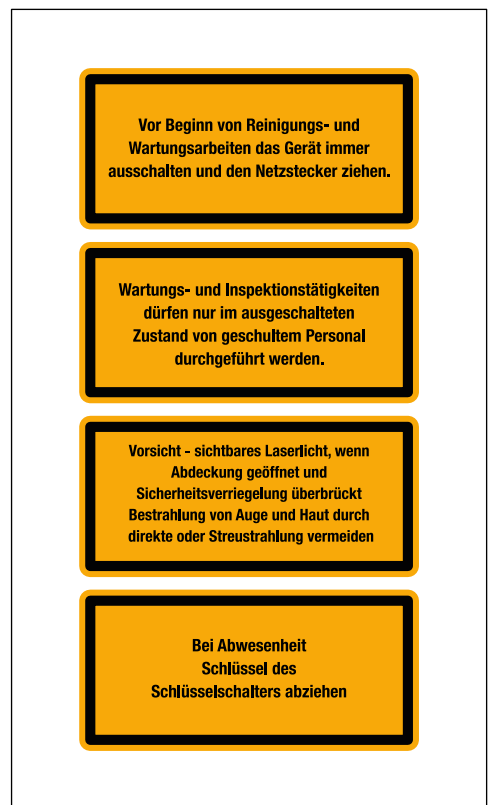 Vor Beginn von Reinigungs- und
Wartungsarbeiten das Gerät immer
ausschalten und den Netzstecker ziehen.
Wartungs- und Inspektionstätigkeiten
dürfen nur im ausgeschalteten
Zustand von geschultem Personal
durchgeführt werden.
Vorsicht - sichtbares Laserlicht, wenn
Abdeckung geöffnet und
Sicherheitsverriegelung überbrückt
Bestrahlung von Auge und Haut durch
direkte oder Streustrahlung vermeiden
Bei Abwesenheit
Schlüssel des
Schlüsselschalters abziehen